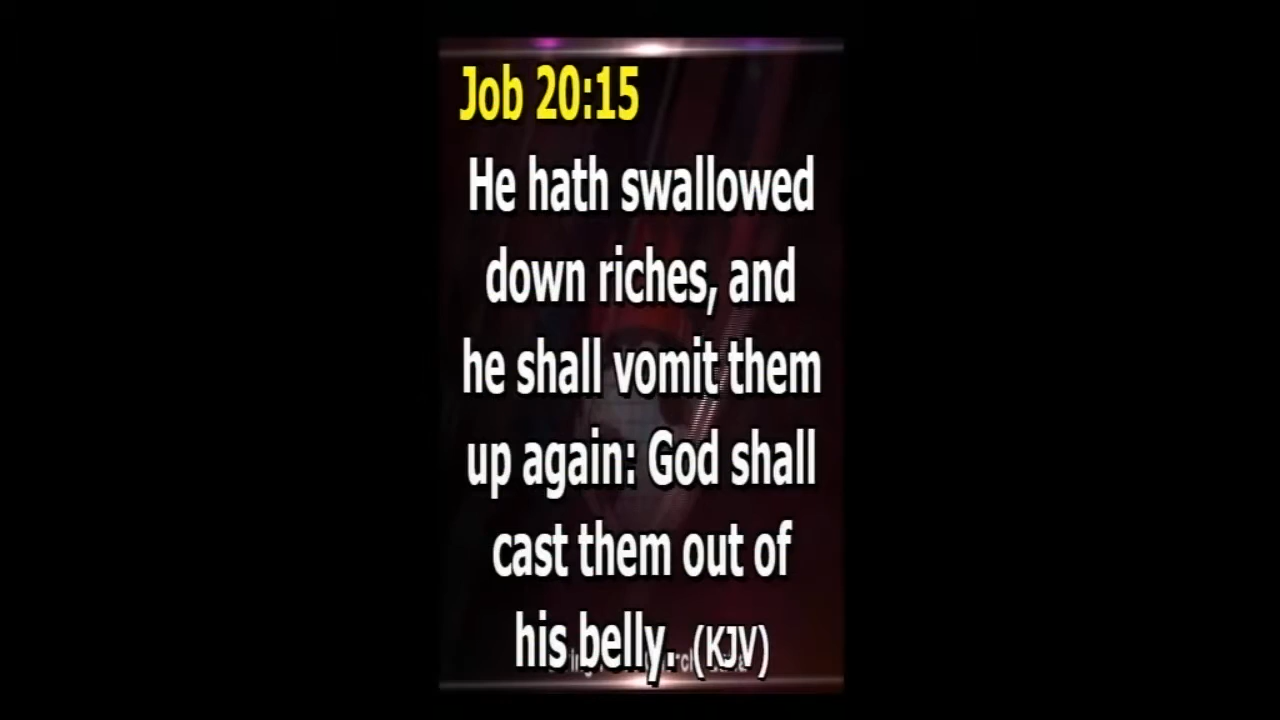 Job 20:15
He hath swallowed
down riches, and
he shall vomit them
up again: God shall
cast them out of
his belly. (KJV)